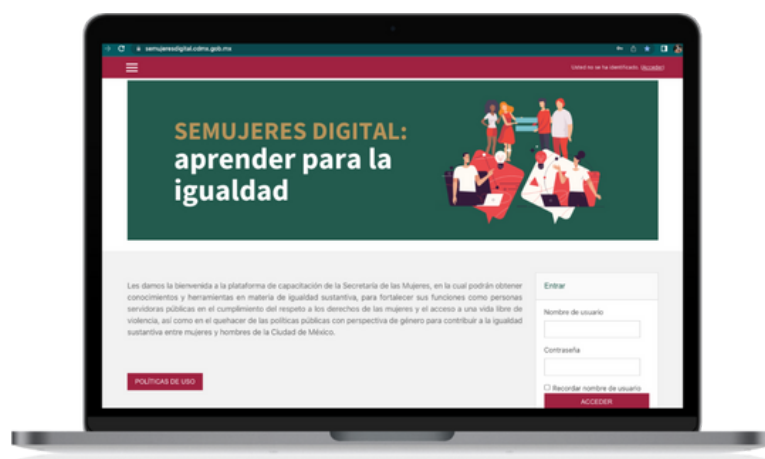 semujeresdigital.cdmx.gob.mx
Usted no se ha identificado. (Acceder)
SEMUJERES DIGITAL:
aprender para la
igualdad
Les damos la bienvenida a la plataforma de capacitación de la Secretaría de las Mujeres, en la cual podrán obtener
conocimientos y herramientas en materia de igualdad sustantiva, para fortalecer sus funciones como personas
servidoras públicas en el cumplimiento del respeto a los derechos de las mujeres y el acceso a una vida libre de
violencia, así como en el quehacer de las políticas públicas con perspectiva de género para contribuir a la igualdad
sustantiva entre mujeres y hombres de la Ciudad de México.
POLÍTICAS DE USO
Entrar
Nombre de usuario
Contraseña
Recordar nombre de usuario
ACCEDER